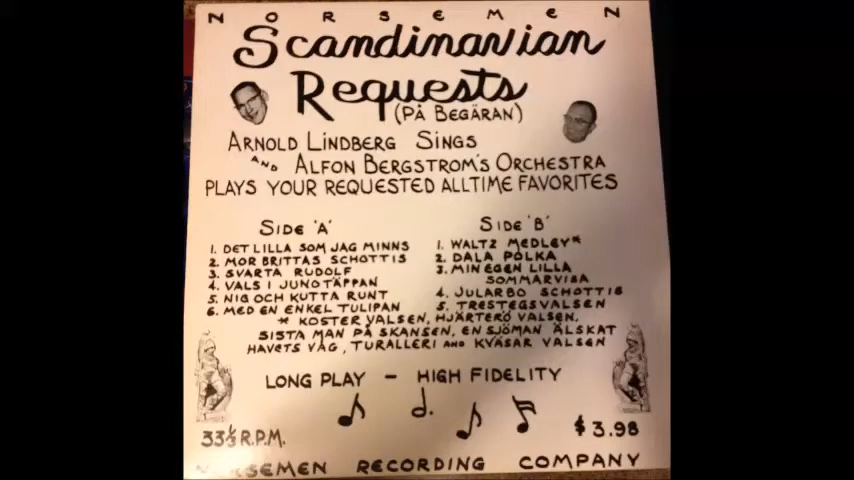 NORSEMEN
Scandinavian
Requests
(PÅ BEGÄRAN)
ARNOLD LINDBERG SINGS
AND ALFON BERGSTROM'S ORCHESTRA
PLAYS YOUR REQUESTED ALLTIME FAVORITES
SIDE 'A'
1. DET LILLA SOM JAG MINNS
2. MOR BRITTAS SCHOTTIS
3. SVARTA RUDOLF
4. VALS I JUNOTÄPPAN
5. NIG OCH KUTTA RUNT
6. MED EN ENKEL TULIPAN
SIDE 'B'
1. WALTZ MEDLEY*
2. DALA POLKA
3. MIN EGEN LILLA
SOMMARVISA
4. JULARBO SCHOTTIS
5. TRESTEGSVALSEN
* KOSTER VALSEN, HJÄRTERÖ VALSEN,
SISTA MAN PÅ SKANSEN, EN SJÖMAN ÄLSKAT
HAVETS VÅG, TURALLERI AND KVÄSAR VALSEN
LONG PLAY - HIGH FIDELITY
33⅓ R.P.M.
$3.98
NORSEMEN RECORDING COMPANY